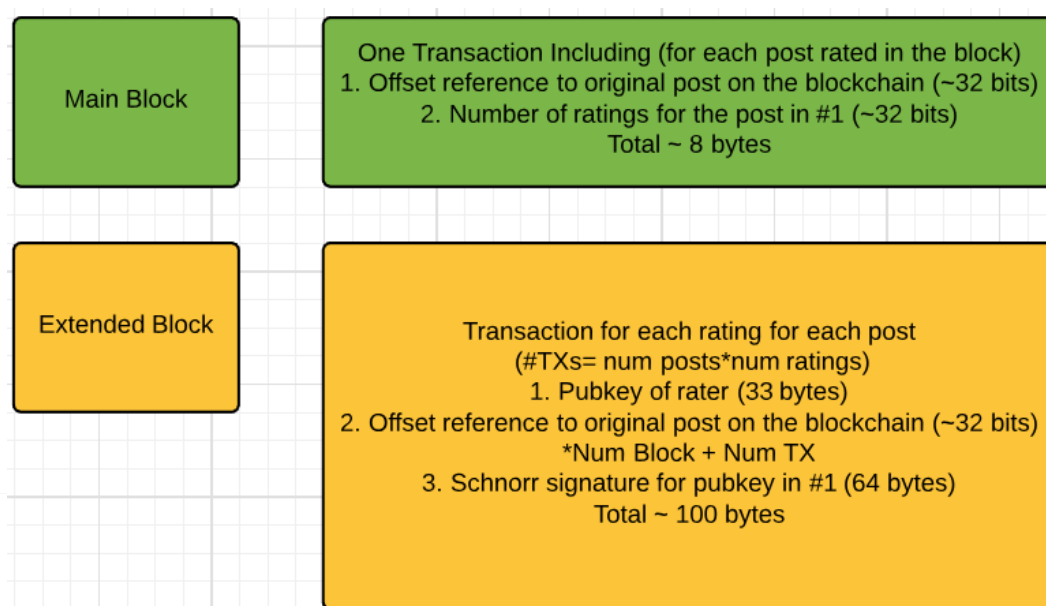 Main Block
One Transaction Including (for each post rated in the block)
1. Offset reference to original post on the blockchain (~32 bits)
2. Number of ratings for the post in #1 (~32 bits)
Total ~ 8 bytes
Extended Block
Transaction for each rating for each post
(#TXs= num posts*num ratings)
1. Pubkey of rater (33 bytes)
2. Offset reference to original post on the blockchain (~32 bits)
*Num Block + Num TX
3. Schnorr signature for pubkey in #1 (64 bytes)
Total ~ 100 bytes